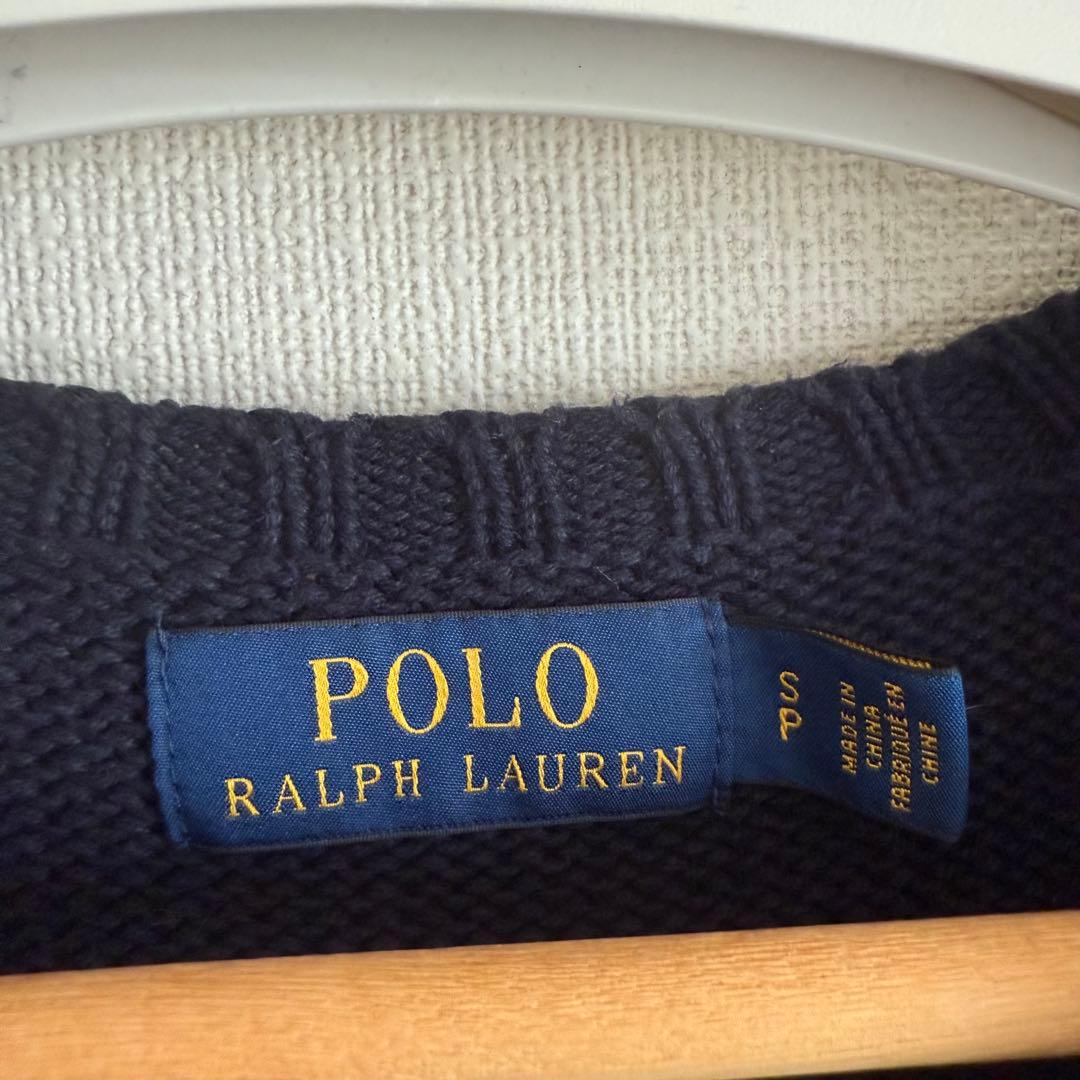 POLO
RALPH LAUREN
S
MADE IN
CHINA
FABRIQUÉ EN
CHINE